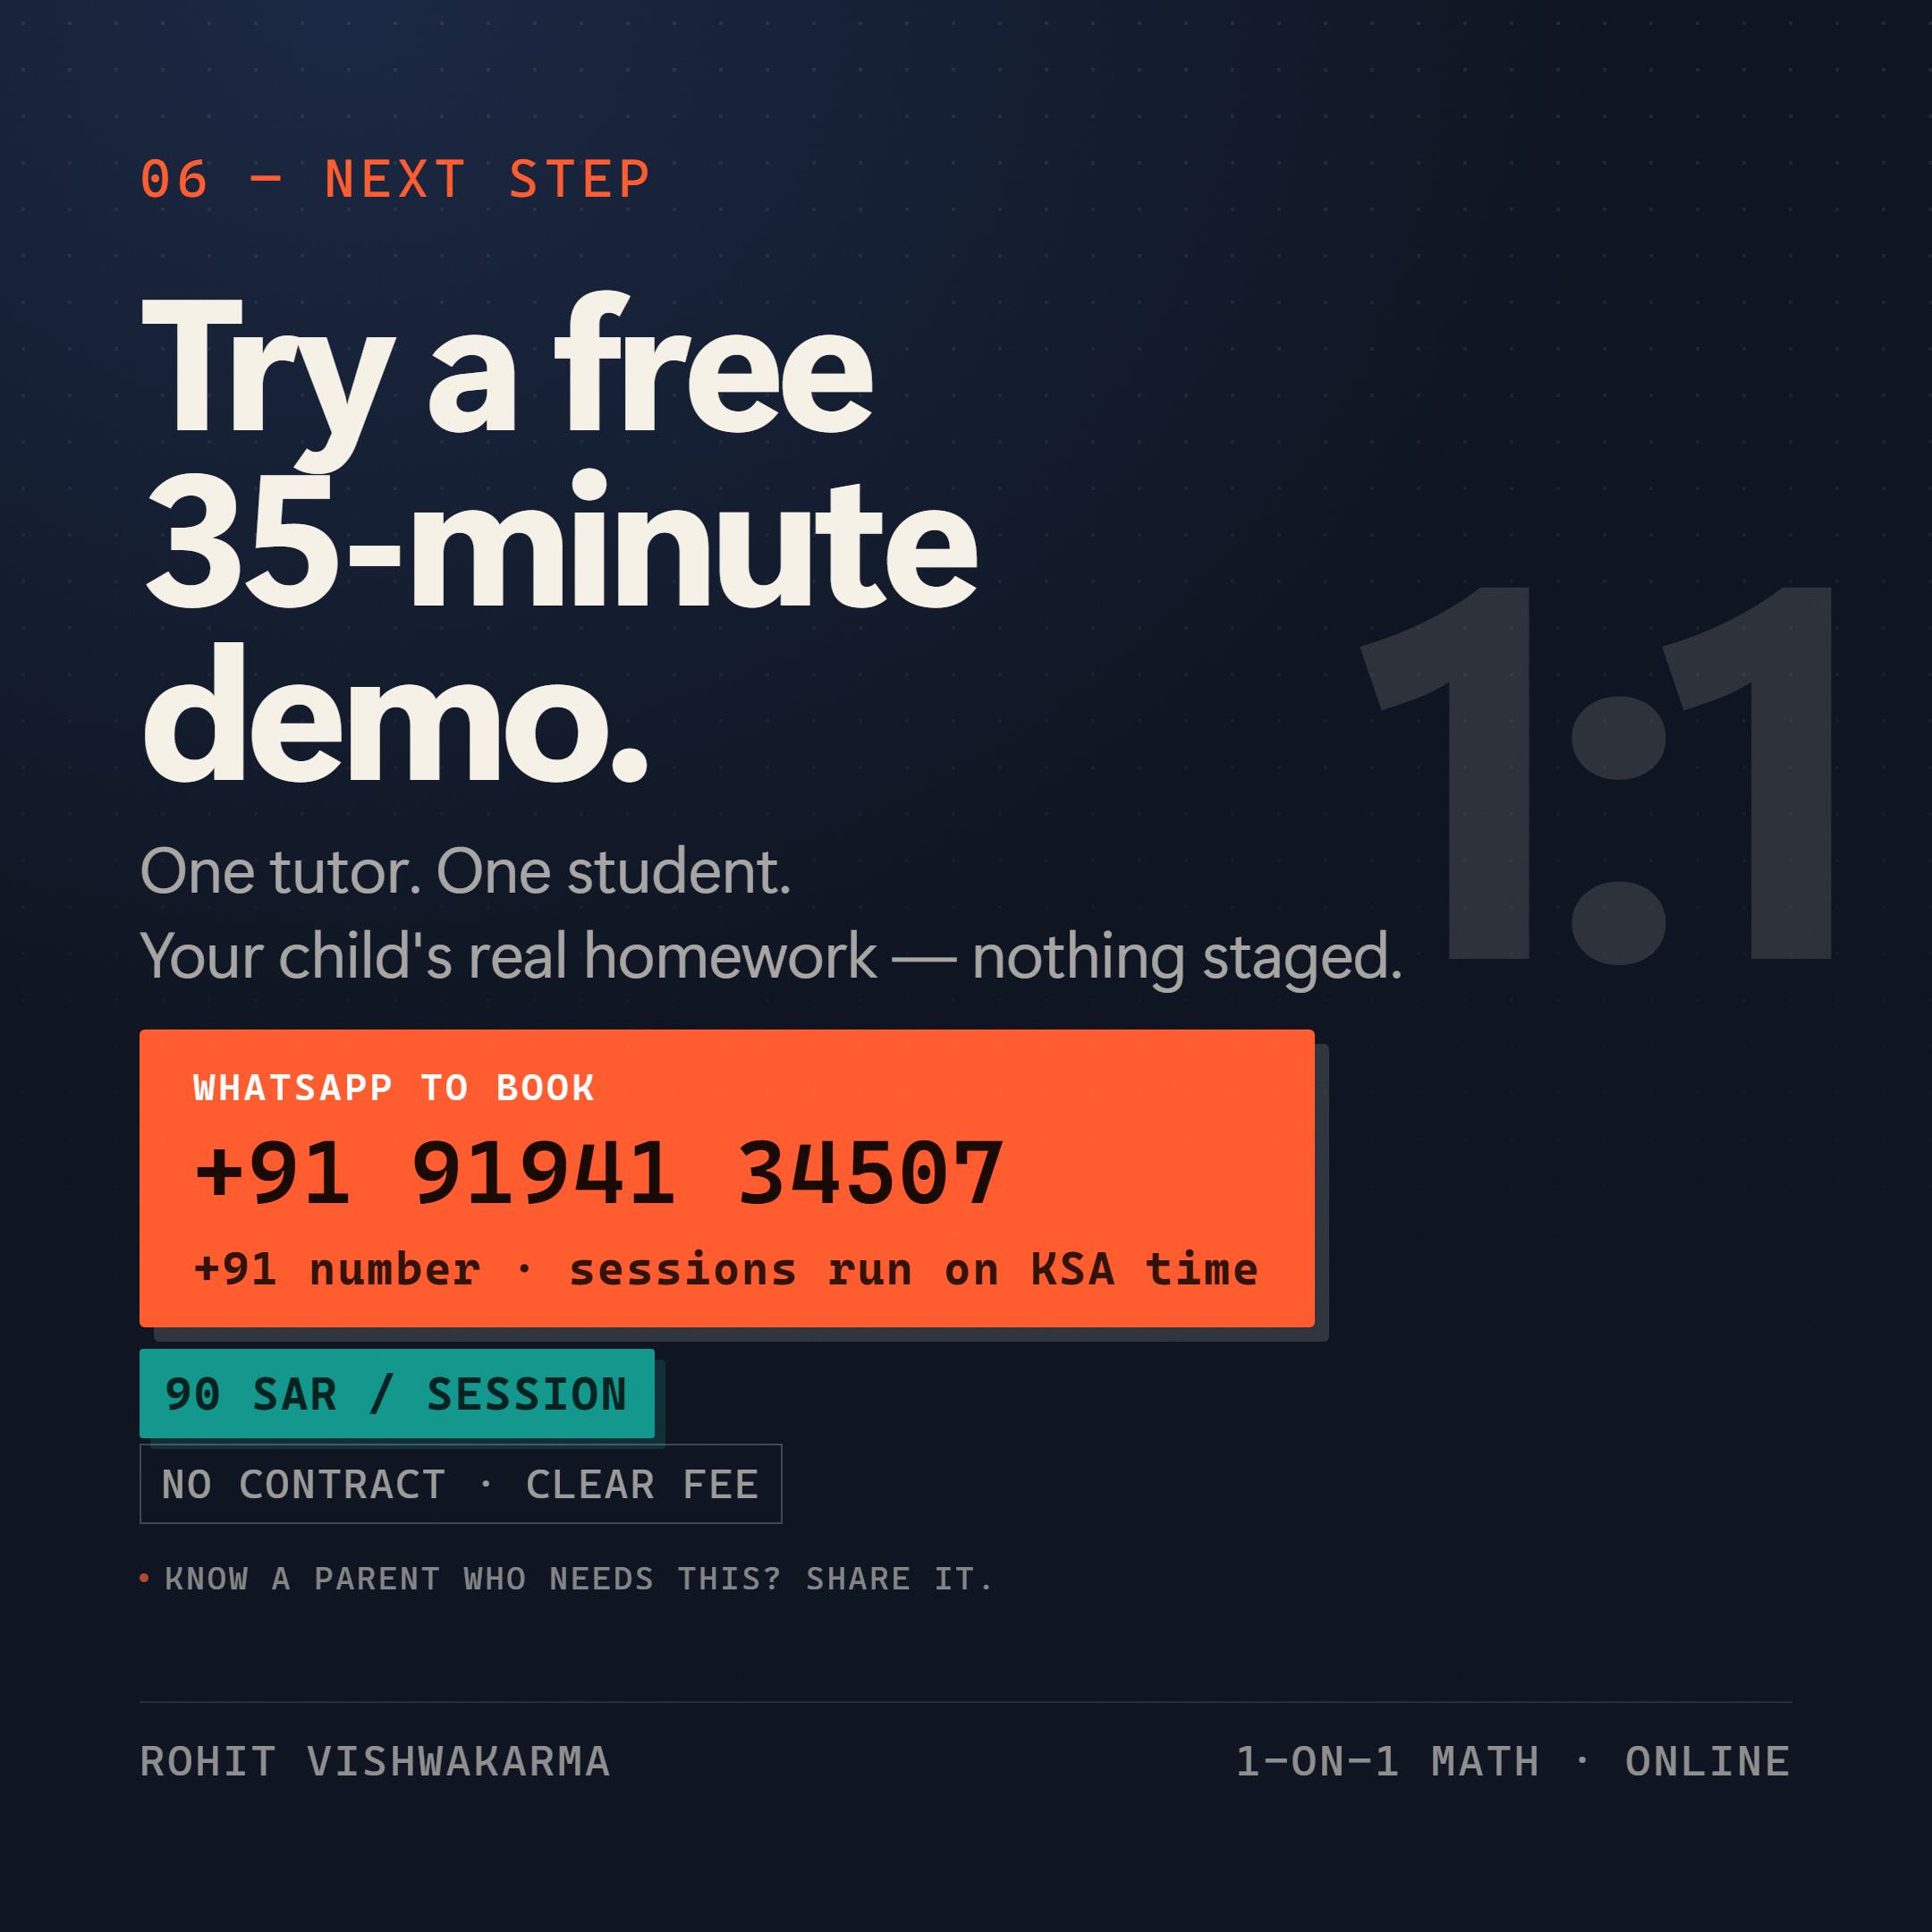 06 — NEXT STEP
Try a free
35-minute
demo.
1:1
One tutor. One student.
Your child's real homework — nothing staged.
WHATSAPP TO BOOK
+91 91941 34507
+91 number · sessions run on KSA time
90 SAR / SESSION
NO CONTRACT · CLEAR FEE
• KNOW A PARENT WHO NEEDS THIS? SHARE IT.
ROHIT VISHWAKARMA
1–ON–1 MATH · ONLINE